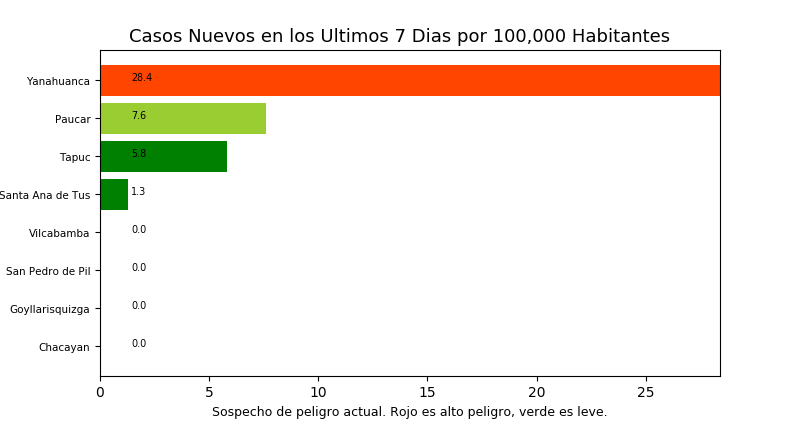 Casos Nuevos en los Ultimos 7 Dias por 100,000 Habitantes
Yanahuanca 28.4
Paucar 7.6
Tapuc 5.8
Santa Ana de Tus 1.3
Vilcabamba 0.0
San Pedro de Pil 0.0
Goyllarisquizga 0.0
Chacayan 0.0
0 5 10 15 20 25
Sospecho de peligro actual. Rojo es alto peligro, verde es leve.